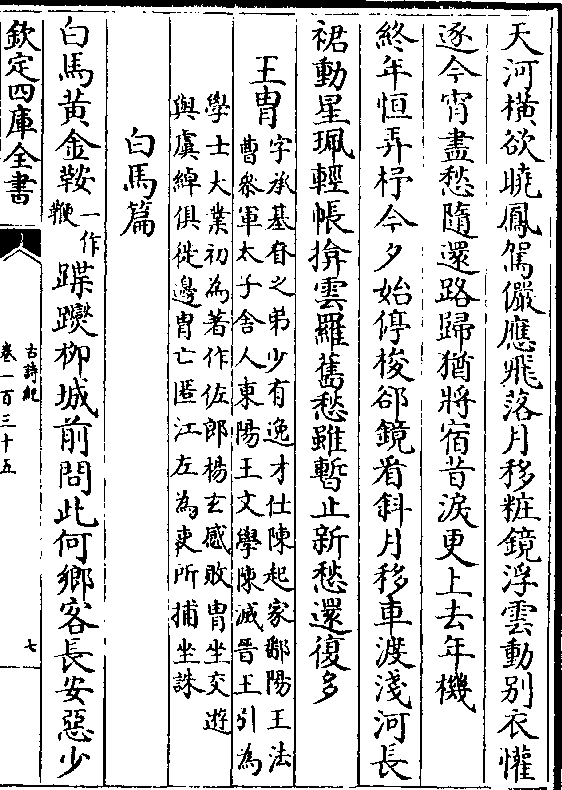 天河横欲曉鳳駕儼應飛落月移粧鏡浮雲動别衣懽
逐今宵盡愁隨還路歸猶將宿昔淚更上去年機
終年恒弄杼今夕始停梭郤鏡看斜月移車渡淺河長
裙動星珮輕帳揜雲羅舊愁雖暫止新愁還復多
王胄
字承基眘之弟少有逸才仕陳起家鄱陽王法
曹參軍太子舍人東陽王文學陳滅晉王引為
學士大業初為著作佐郎楊玄感敗胄坐交遊
與虞綽俱徙邊胄亡匿江左為吏所捕坐誅
白馬篇
白馬黄金鞍一作鞭蹀躞柳城前問此何鄉客長安惡少
欽定四庫全書
古詩紀
卷一百三十五
七